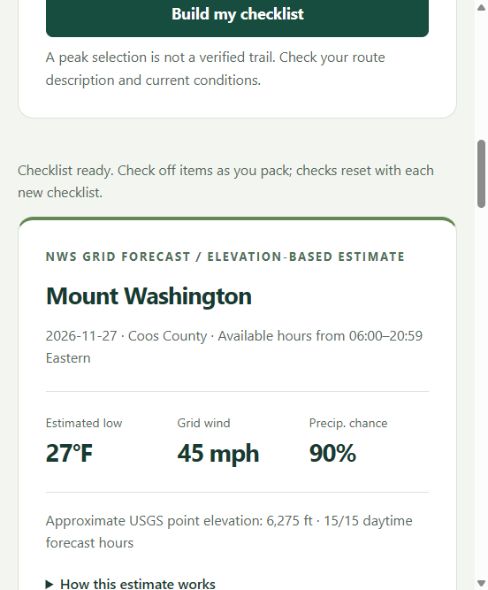 Build my checklist
A peak selection is not a verified trail. Check your route
description and current conditions.
Checklist ready. Check off items as you pack; checks reset with each
new checklist.
NWS GRID FORECAST / ELEVATION-BASED ESTIMATE
Mount Washington
2026-11-27 · Coos County · Available hours from 06:00–20:59
Eastern
Estimated low Grid wind Precip. chance
27°F 45 mph 90%
Approximate USGS point elevation: 6,275 ft · 15/15 daytime
forecast hours
How this estimate works